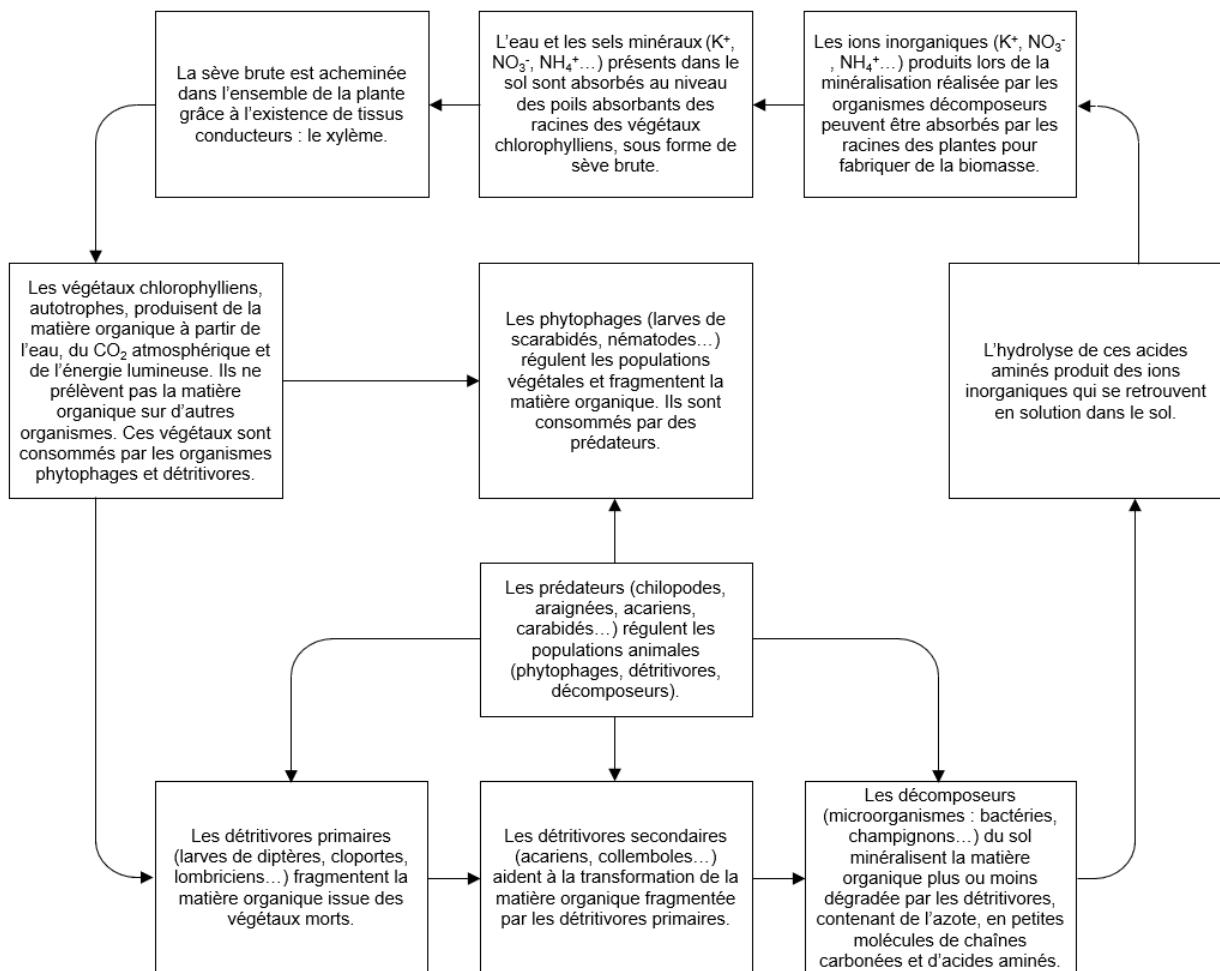 La sève brute est acheminée
dans l’ensemble de la plante
grâce à l’existence de tissus
conducteurs : le xylème.
L’eau et les sels minéraux (K⁺,
NO₃⁻, NH₄⁺…) présents dans le
sol sont absorbés au niveau
des poils absorbants des
racines des végétaux
chlorophylliens, sous forme de
sève brute.
Les ions inorganiques (K⁺, NO₃⁻
, NH₄⁺…) produits lors de la
minéralisation réalisée par les
organismes décomposeurs
peuvent être absorbés par les
racines des plantes pour
fabriquer de la biomasse.
Les végétaux chlorophylliens,
autotrophes, produisent de la
matière organique à partir de
l’eau, du CO₂ atmosphérique et
de l’énergie lumineuse. Ils ne
prélèvent pas la matière
organique sur d’autres
organismes. Ces végétaux sont
consommés par les organismes
phytophages et détritivores.
Les phytophages (larves de
scarabidés, nématodes…)
régulent les populations
végétales et fragmentent la
matière organique. Ils sont
consommés par des
prédateurs.
L’hydrolyse de ces acides
aminés produit des ions
inorganiques qui se retrouvent
en solution dans le sol.
Les prédateurs (chilopodes,
araignées, acariens,
carabidés…) régulent les
populations animales
(phytophages, détritivores,
décomposeurs).
Les détritivores primaires
(larves de diptères, cloportes,
lombriciens…) fragmentent la
matière organique issue des
végétaux morts.
Les détritivores secondaires
(acariens, collemboles…)
aident à la transformation de la
matière organique fragmentée
par les détritivores primaires.
Les décomposeurs
(microorganismes : bactéries,
champignons…) du sol
minéralisent la matière
organique plus ou moins
dégradée par les détritivores,
contenant de l’azote, en petites
molécules de chaînes
carbonées et d’acides aminés.